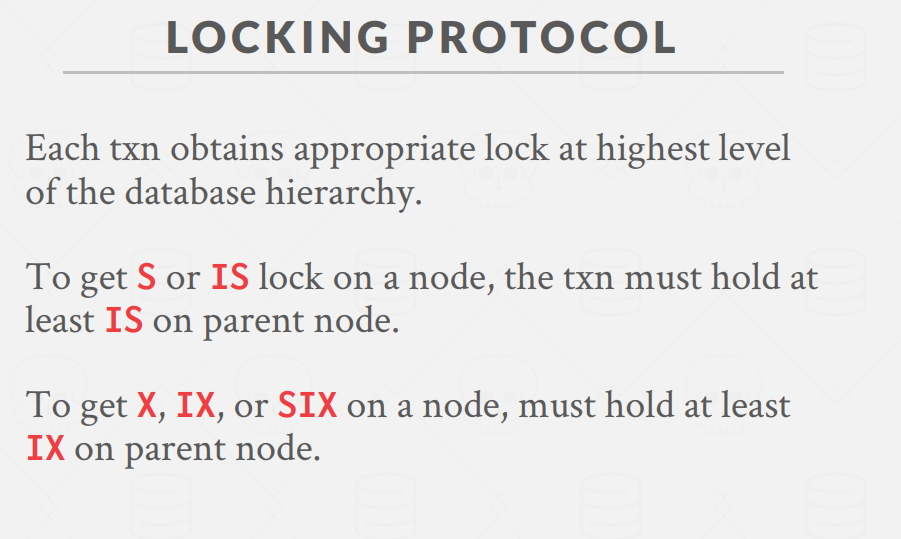 LOCKING PROTOCOL
Each txn obtains appropriate lock at highest level
of the database hierarchy.
To get S or IS lock on a node, the txn must hold at
least IS on parent node.
To get X, IX, or SIX on a node, must hold at least
IX on parent node.